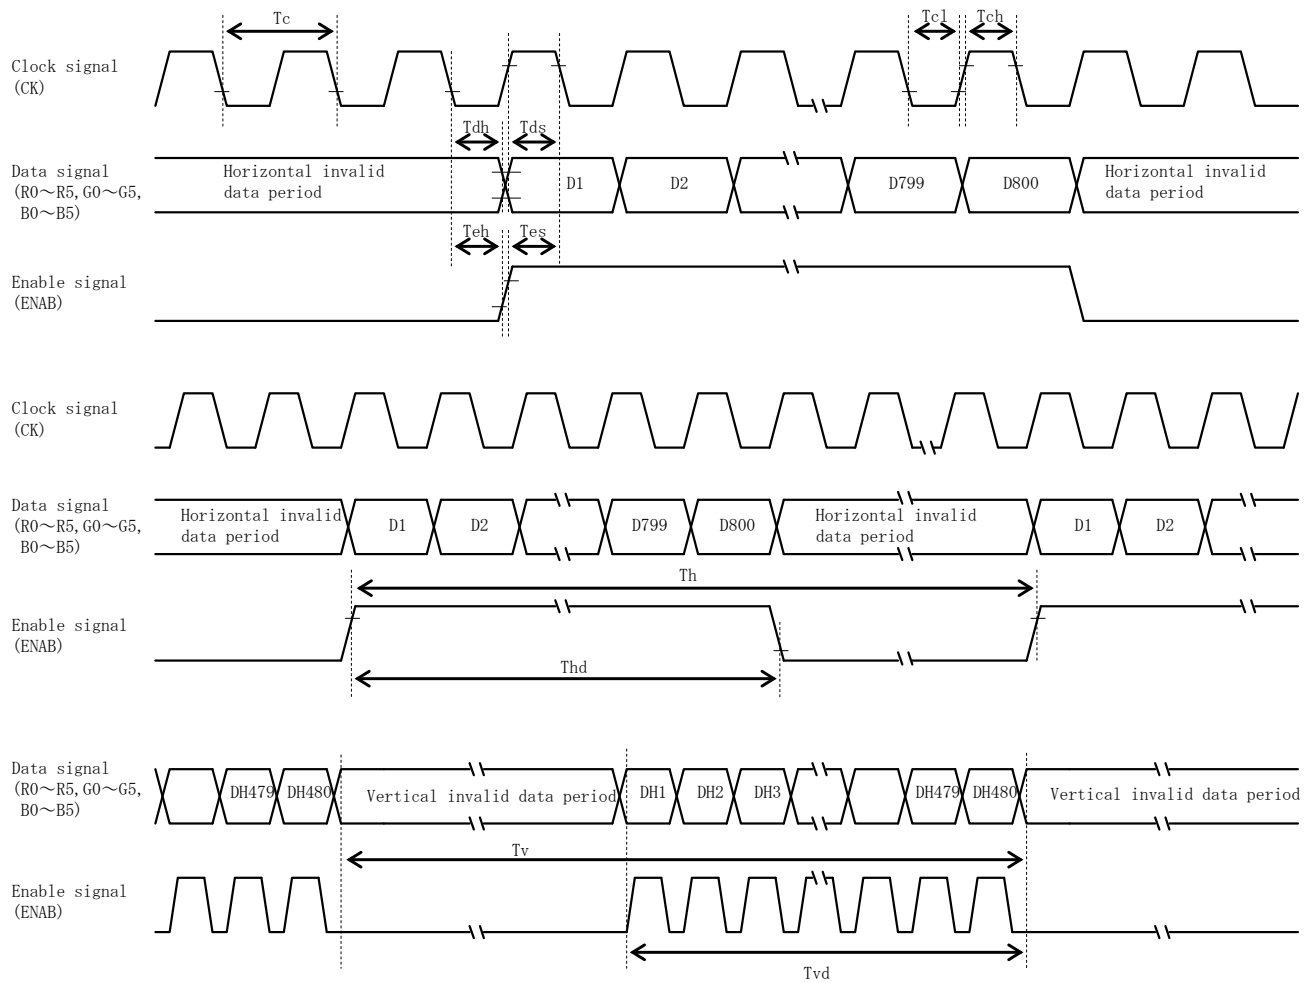 Tc
Tcl
Tch
Clock signal
(CK)
Tdh
Tds
Data signal
(R0～R5,G0～G5,
B0～B5)
Horizontal invalid
data period
D1
D2
D799
D800
Horizontal invalid
data period
Teh
Tes
Enable signal
(ENAB)
Clock signal
(CK)
Data signal
(R0～R5,G0～G5,
B0～B5)
Horizontal invalid
data period
D1
D2
D799
D800
Horizontal invalid
data period
D1
D2
Th
Enable signal
(ENAB)
Thd
Data signal
(R0～R5,G0～G5,
B0～B5)
DH479
DH480
Vertical invalid data period
DH1
DH2
DH3
DH479
DH480
Vertical invalid data period
Tv
Enable signal
(ENAB)
Tvd